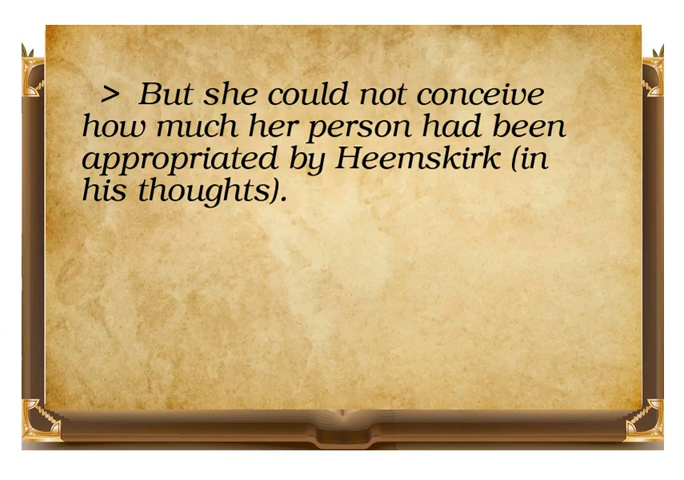 > But she could not conceive
how much her person had been
appropriated by Heemskirk (in
his thoughts).